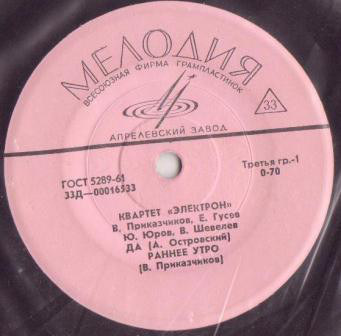 МЕЛОДИЯ
ВСЕСОЮЗНАЯ ФИРМА ГРАМПЛАСТИНОК
33
АПРЕЛЕВСКИЙ ЗАВОД
ГОСТ 5289-61
33Д—00016533
Третья гр.-1
0-70
КВАРТЕТ «ЭЛЕКТРОН»
В. Приказчиков, Е. Гусев
Ю. Юров, В. Шевелев
ДА (А. Островский)
РАННЕЕ УТРО
(В. Приказчиков)